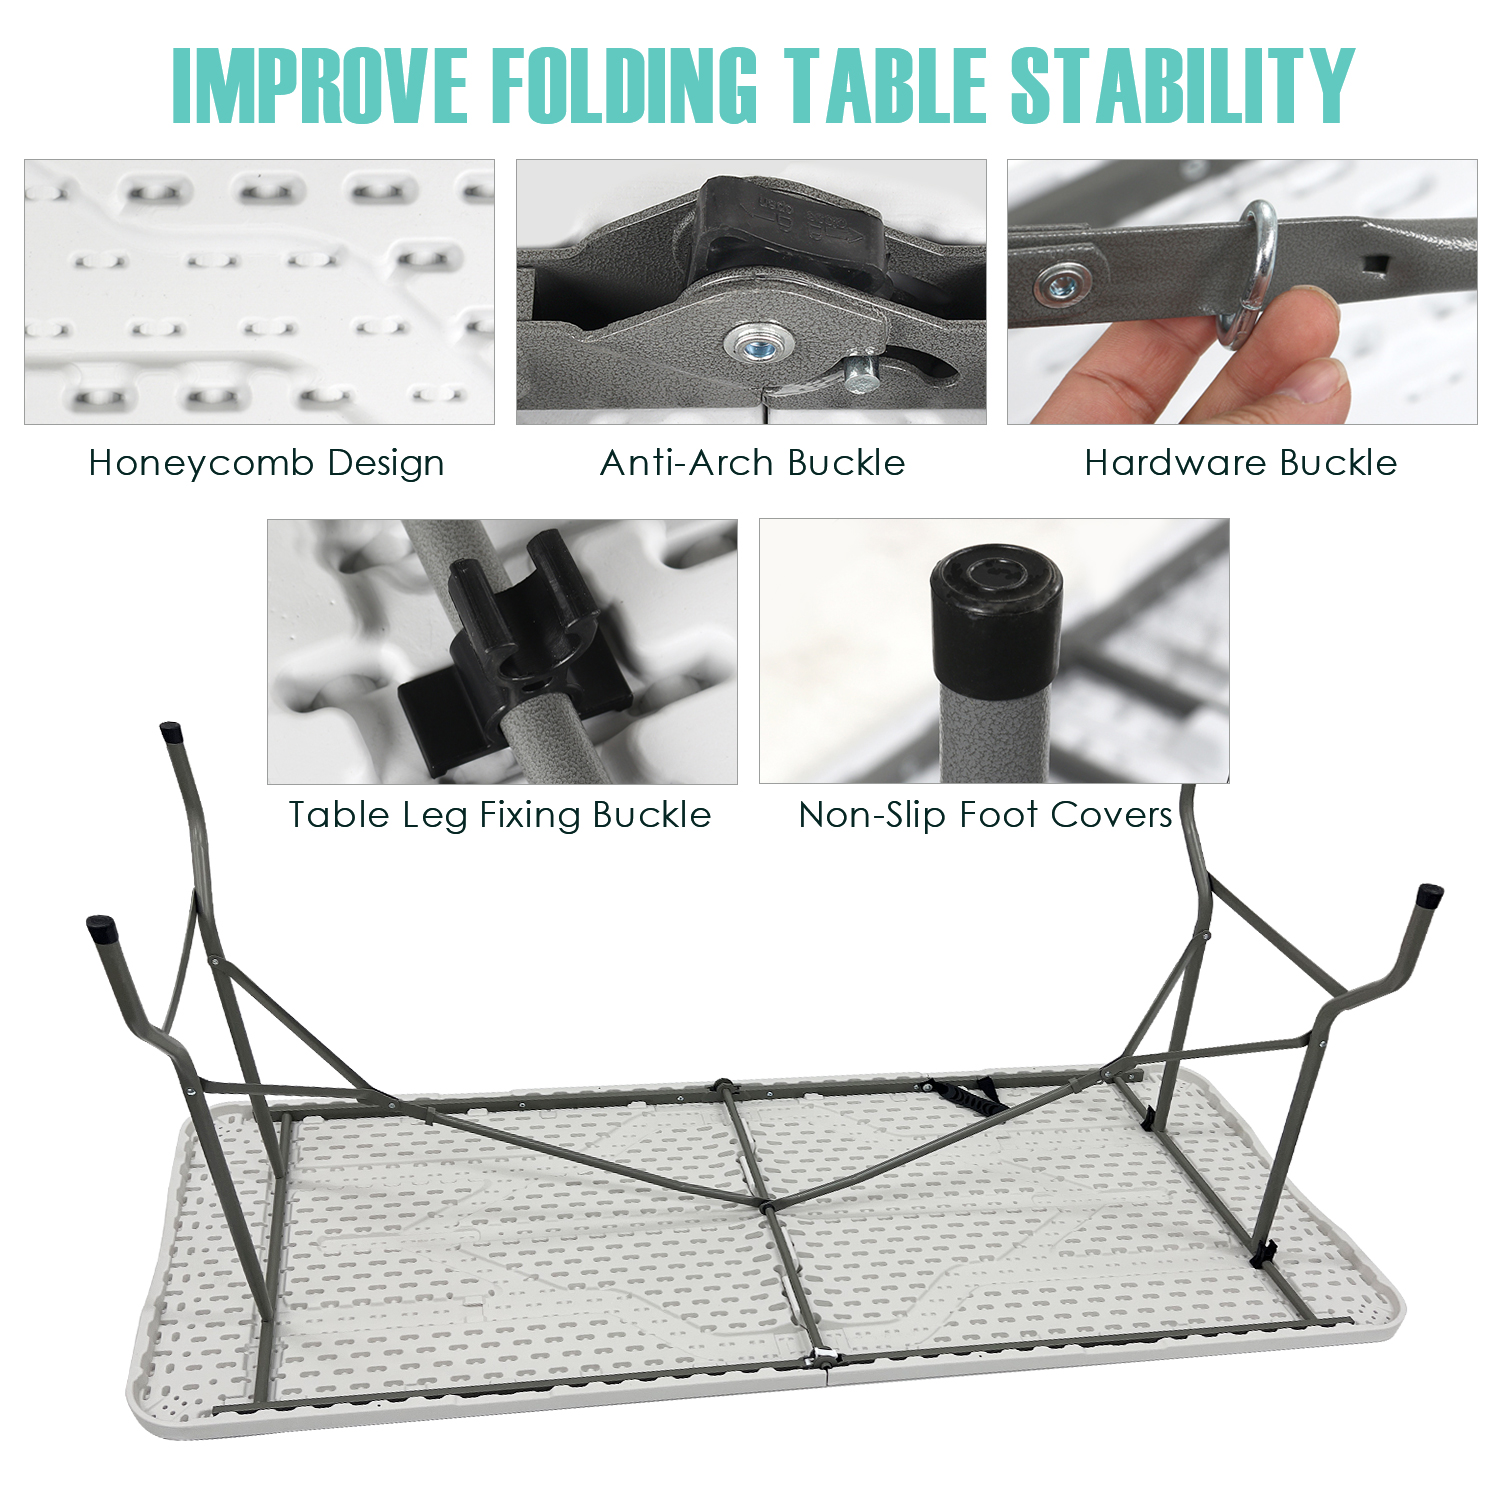 IMPROVE FOLDING TABLE STABILITY
Honeycomb Design
Anti-Arch Buckle
Hardware Buckle
Table Leg Fixing Buckle
Non-Slip Foot Covers